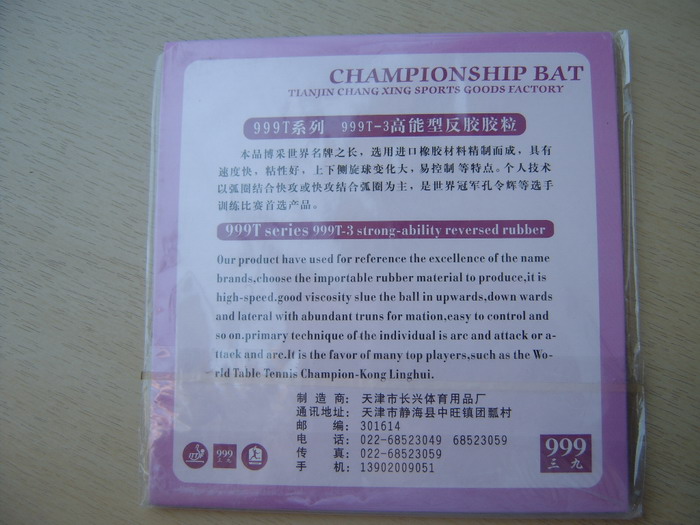 CHAMPIONSHIP BAT
TIANJIN CHANG XING SPORTS GOODS FACTORY
999T系列 999T-3高能型反胶胶粒
本品博采世界名牌之长，选用进口橡胶材料精制而成，具有
速度快，粘性好，上下侧旋球变化大，易控制等特点。个人技术
以弧圈结合快攻或快攻结合弧圈为主，是世界冠军孔令辉等选手
训练比赛首选产品。
999T series 999T-3 strong-ability reversed rubber
Our product have used for reference the excellence of the name
brands,choose the importable rubber material to produce,it is
high-speed.good viscosity slue the ball in upwards,down wards
and lateral with abundant truns for mation,easy to control and
so on.primary technique of the individual is arc and attack or a-
ttaek and arc.It is the favor of many top players,such as the Wo-
rld Table Tennis Champion-Kong Linghui.
制造商：天津市长兴体育用品厂
通讯地址：天津市静海县中旺镇团瓢村
邮编：301614
电话：022-68523049 68523059
传真：022-68523059
手机：13902009051
ITTF
999
三九
999
三九